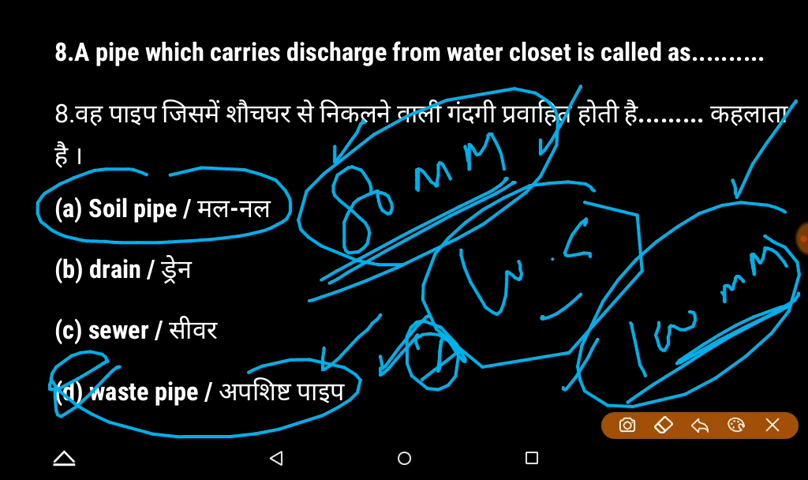 8.A pipe which carries discharge from water closet is called as..........
8.वह पाइप जिसमें शौचघर से निकलने वाली गंदगी प्रवाहित होती है......... कहलाता
है ।
(a) Soil pipe / मल-नल
80 MM
(b) drain / ड्रेन
W.C
100 mm
(c) sewer / सीवर
(d) waste pipe / अपशिष्ट पाइप